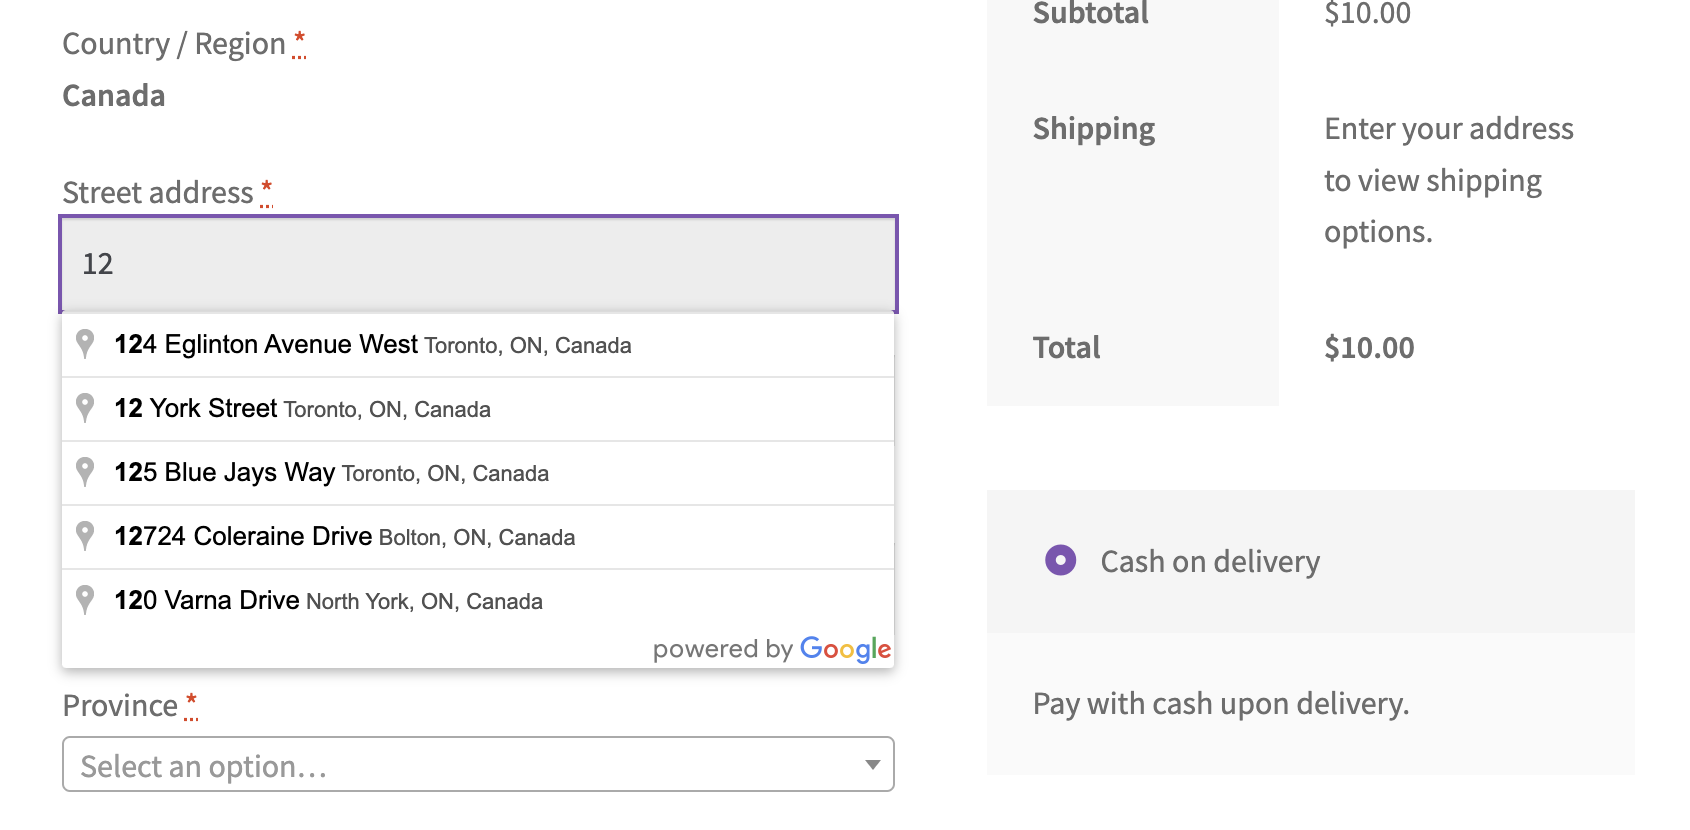 Country / Region *
Canada
Street address *
12
124 Eglinton Avenue West Toronto, ON, Canada
12 York Street Toronto, ON, Canada
125 Blue Jays Way Toronto, ON, Canada
12724 Coleraine Drive Bolton, ON, Canada
120 Varna Drive North York, ON, Canada
powered by Google
Province *
Select an option…
Subtotal $10.00
Shipping Enter your address
to view shipping
options.
Total $10.00
Cash on delivery
Pay with cash upon delivery.